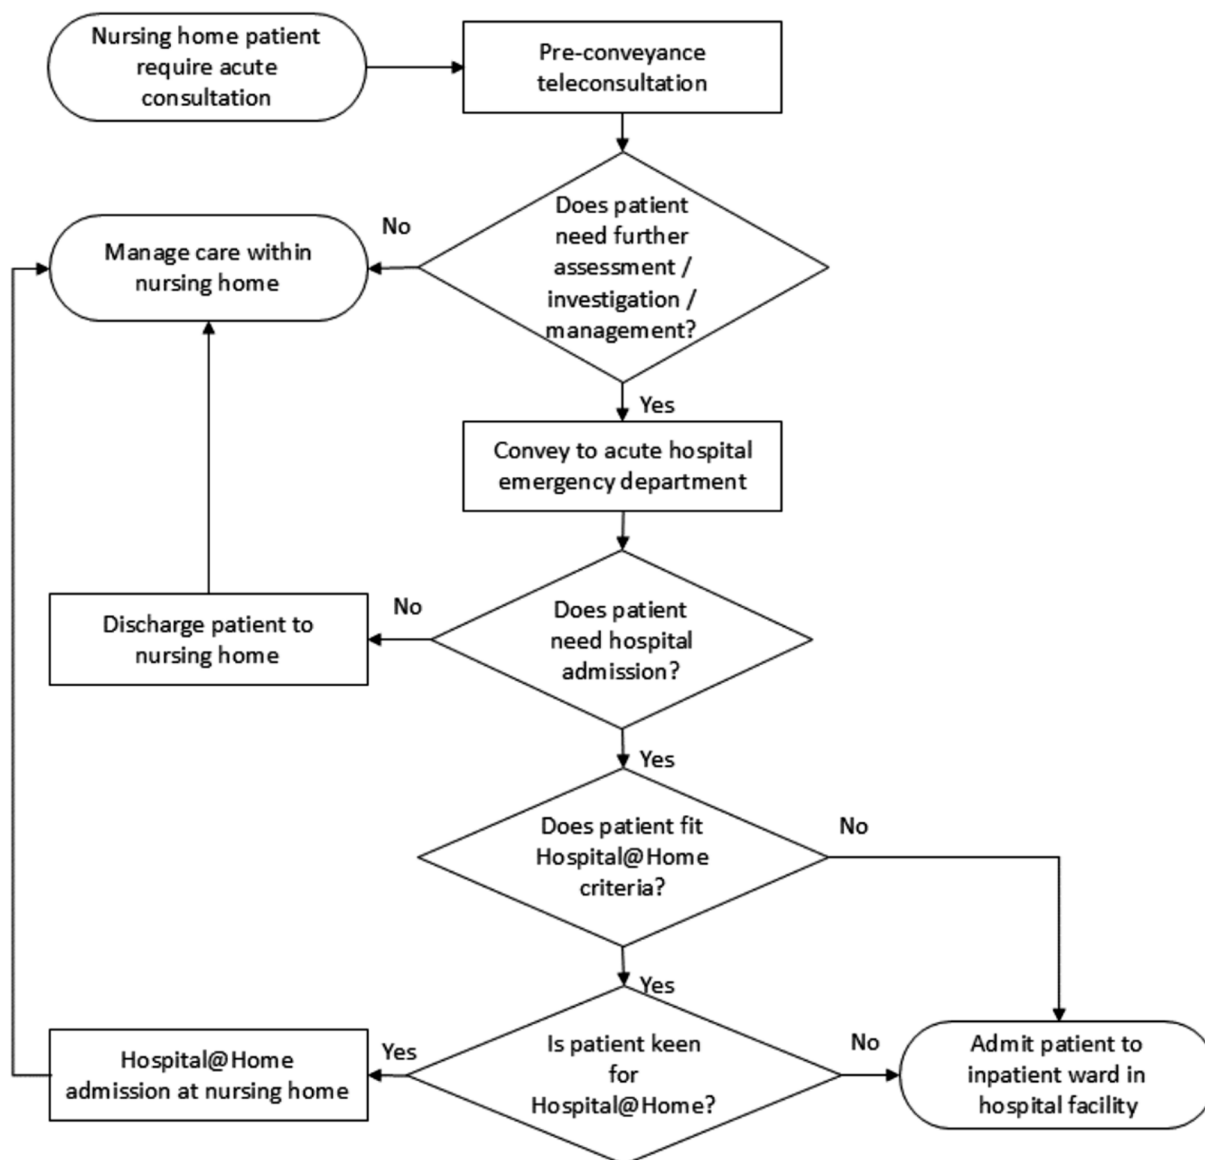 Nursing home patient
require acute
consultation
Pre-conveyance
teleconsultation
Does patient
need further
assessment /
investigation /
management?
No
Manage care within
nursing home
Yes
Convey to acute hospital
emergency department
Does patient
need hospital
admission?
No
Discharge patient to
nursing home
Yes
Does patient fit
Hospital@Home
criteria?
No
Yes
Is patient keen
for
Hospital@Home?
Yes
Hospital@Home
admission at nursing home
No
Admit patient to
inpatient ward in
hospital facility